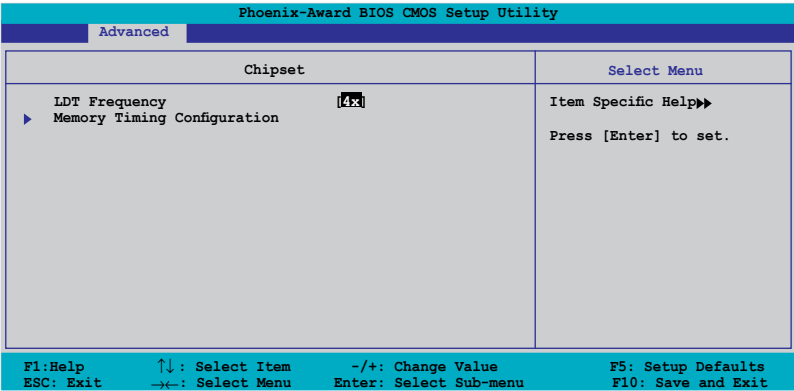 Phoenix-Award BIOS CMOS Setup Utility
Advanced
Chipset
Select Menu
LDT Frequency [4x]
Memory Timing Configuration
Item Specific Help
Press [Enter] to set.
F1:Help ↑↓ : Select Item -/+: Change Value F5: Setup Defaults
ESC: Exit →←: Select Menu Enter: Select Sub-menu F10: Save and Exit